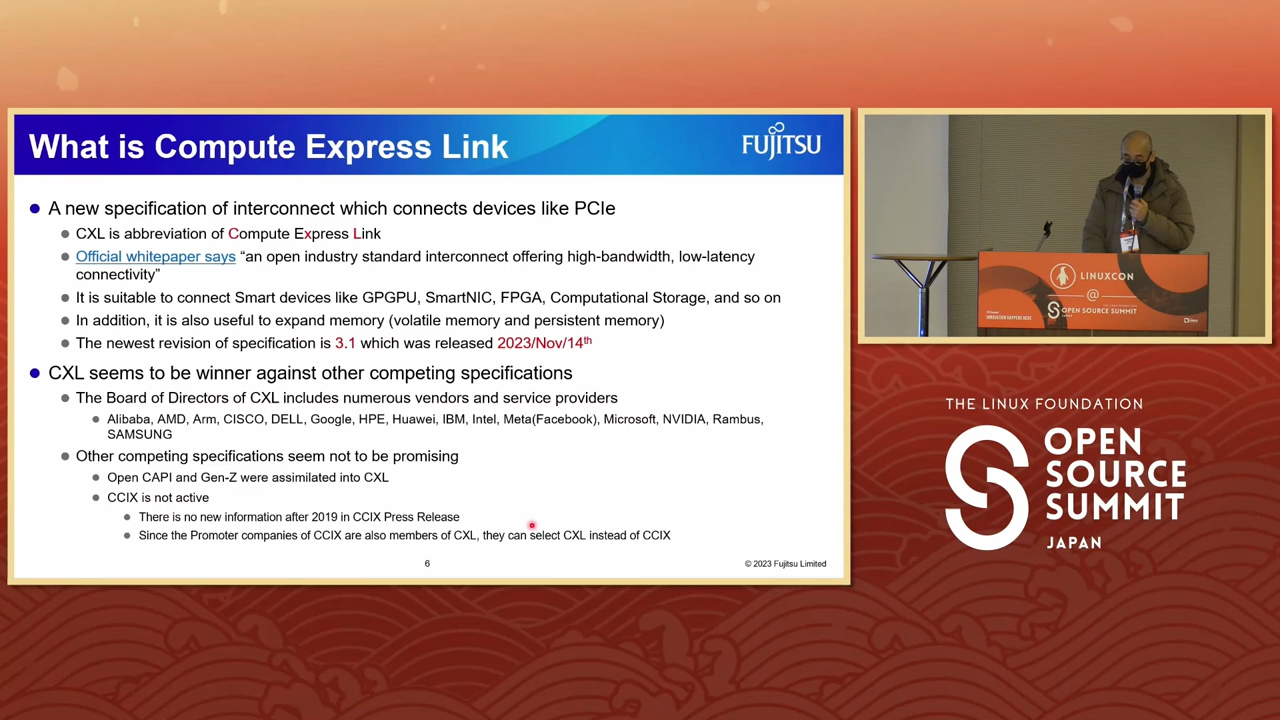 What is Compute Express Link
FUJITSU
A new specification of interconnect which connects devices like PCIe
CXL is abbreviation of Compute Express Link
Official whitepaper says “an open industry standard interconnect offering high-bandwidth, low-latency
connectivity”
It is suitable to connect Smart devices like GPGPU, SmartNIC, FPGA, Computational Storage, and so on
In addition, it is also useful to expand memory (volatile memory and persistent memory)
The newest revision of specification is 3.1 which was released 2023/Nov/14th
CXL seems to be winner against other competing specifications
The Board of Directors of CXL includes numerous vendors and service providers
Alibaba, AMD, Arm, CISCO, DELL, Google, HPE, Huawei, IBM, Intel, Meta(Facebook), Microsoft, NVIDIA, Rambus,
SAMSUNG
Other competing specifications seem not to be promising
Open CAPI and Gen-Z were assimilated into CXL
CCIX is not active
There is no new information after 2019 in CCIX Press Release
Since the Promoter companies of CCIX are also members of CXL, they can select CXL instead of CCIX
6
© 2023 Fujitsu Limited
LINUXCON
@
OPEN SOURCE SUMMIT
INNOVATION HAPPENS HERE
THE LINUX FOUNDATION
OPEN
SOURCE
SUMMIT
JAPAN